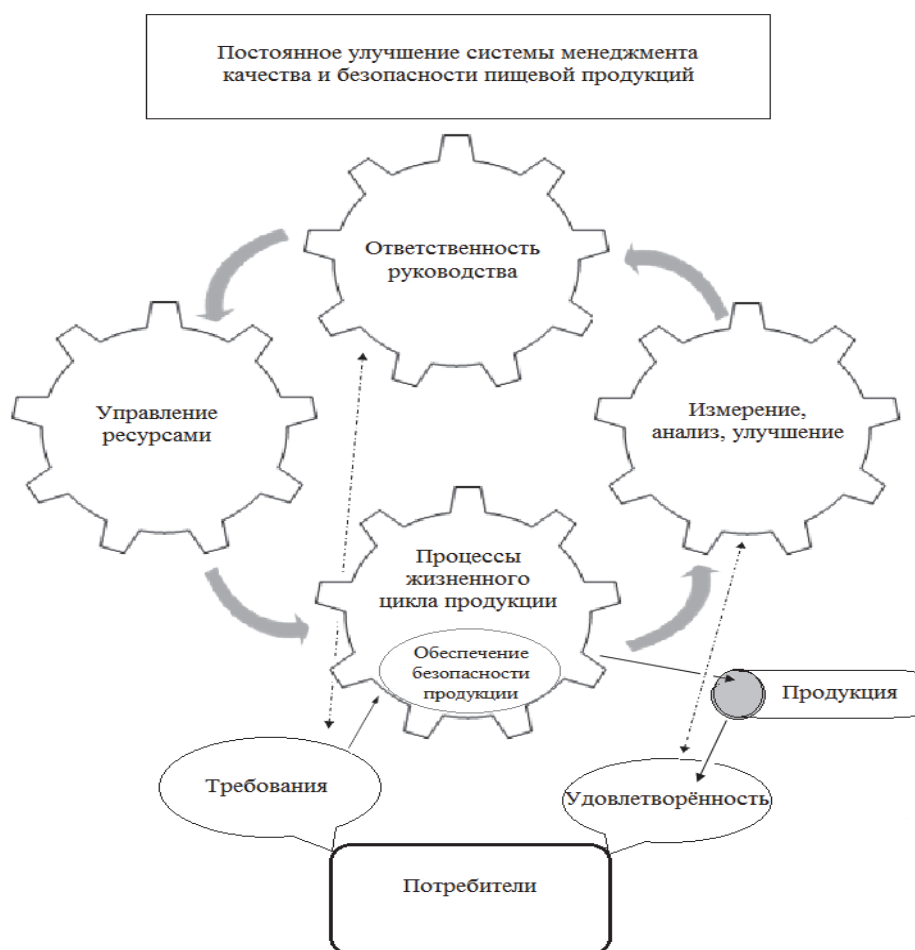 Постоянное улучшение системы менеджмента
качества и безопасности пищевой продукций
Ответственность
руководства
Управление
ресурсами
Измерение,
анализ, улучшение
Процессы
жизненного
цикла продукции
Обеспечение
безопасности
продукции
Продукция
Требования
Удовлетворённость
Потребители